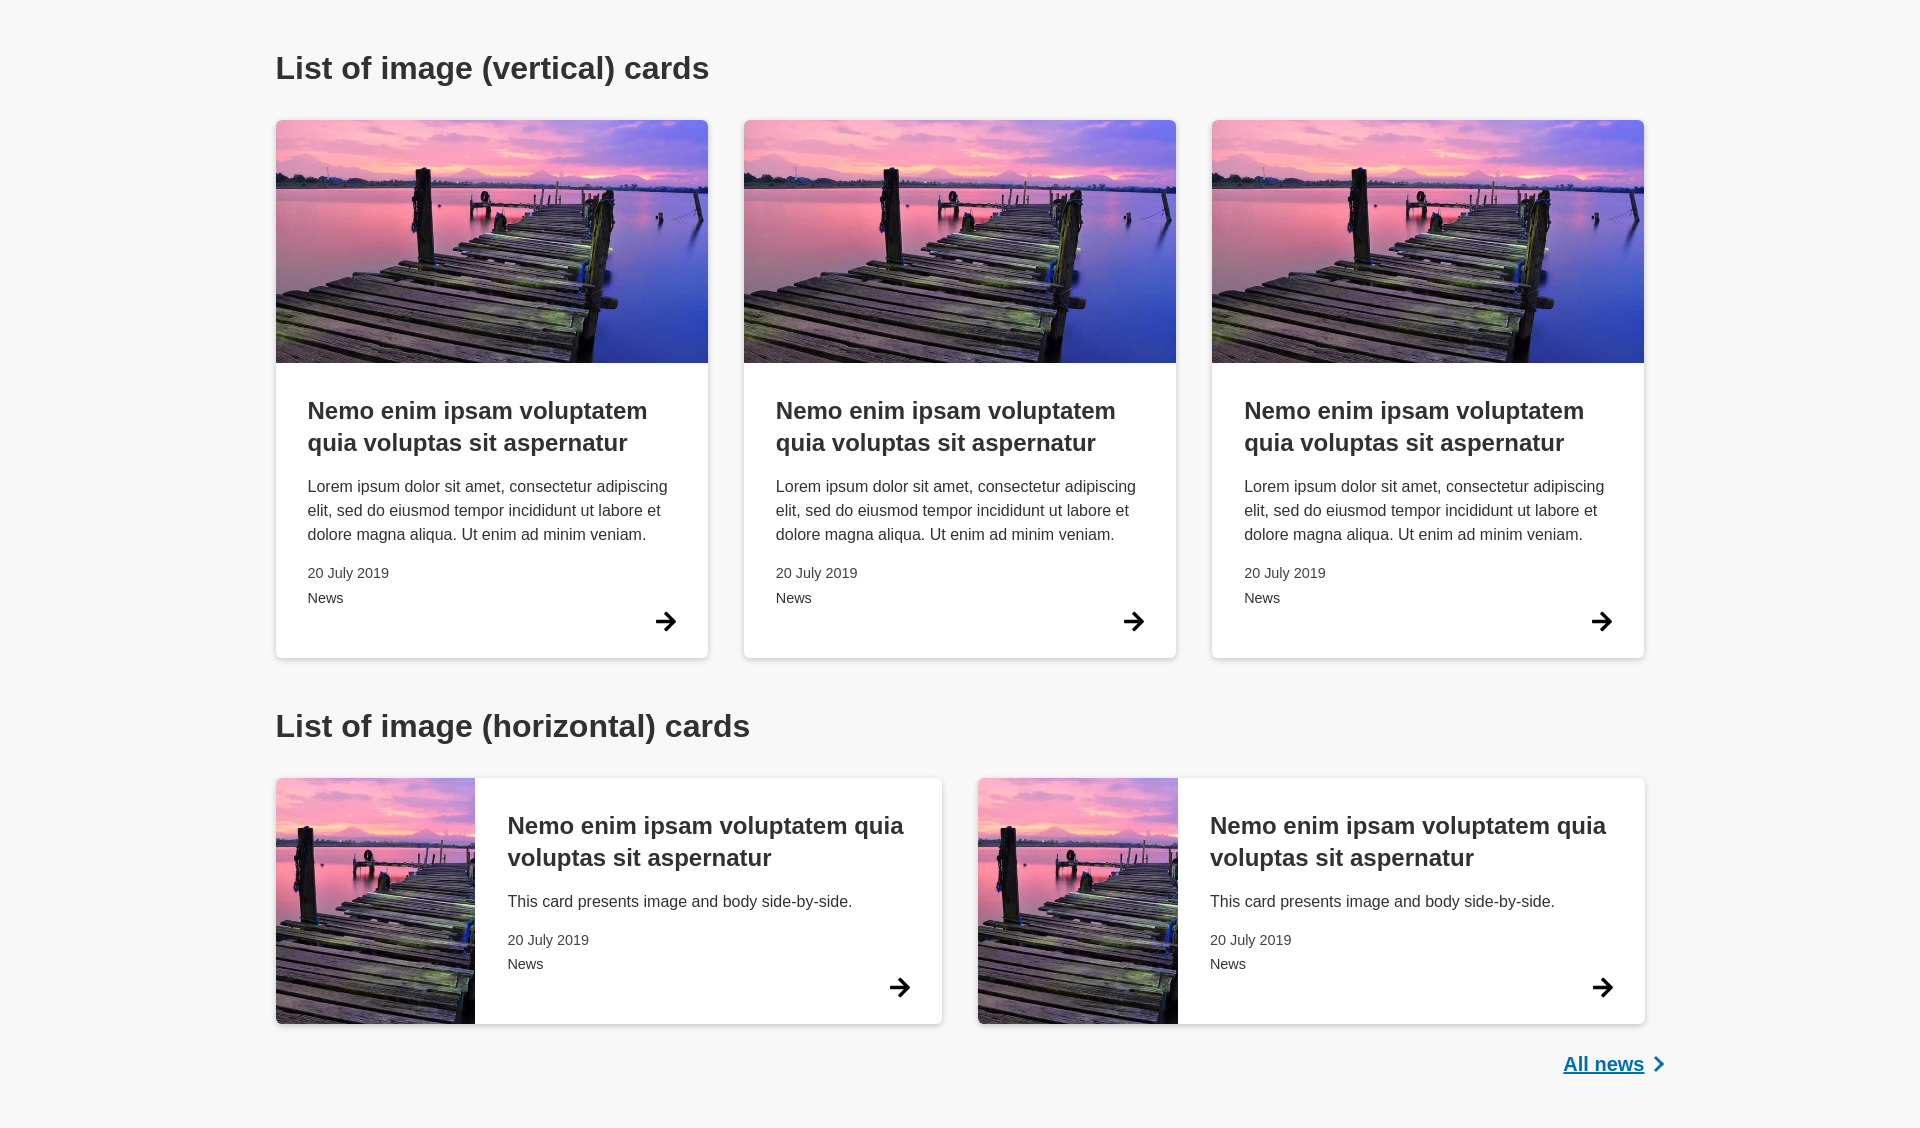 List of image (vertical) cards
Nemo enim ipsam voluptatem
quia voluptas sit aspernatur
Lorem ipsum dolor sit amet, consectetur adipiscing
elit, sed do eiusmod tempor incididunt ut labore et
dolore magna aliqua. Ut enim ad minim veniam.
20 July 2019
News
Nemo enim ipsam voluptatem
quia voluptas sit aspernatur
Lorem ipsum dolor sit amet, consectetur adipiscing
elit, sed do eiusmod tempor incididunt ut labore et
dolore magna aliqua. Ut enim ad minim veniam.
20 July 2019
News
Nemo enim ipsam voluptatem
quia voluptas sit aspernatur
Lorem ipsum dolor sit amet, consectetur adipiscing
elit, sed do eiusmod tempor incididunt ut labore et
dolore magna aliqua. Ut enim ad minim veniam.
20 July 2019
News
List of image (horizontal) cards
Nemo enim ipsam voluptatem quia
voluptas sit aspernatur
This card presents image and body side-by-side.
20 July 2019
News
Nemo enim ipsam voluptatem quia
voluptas sit aspernatur
This card presents image and body side-by-side.
20 July 2019
News
All news